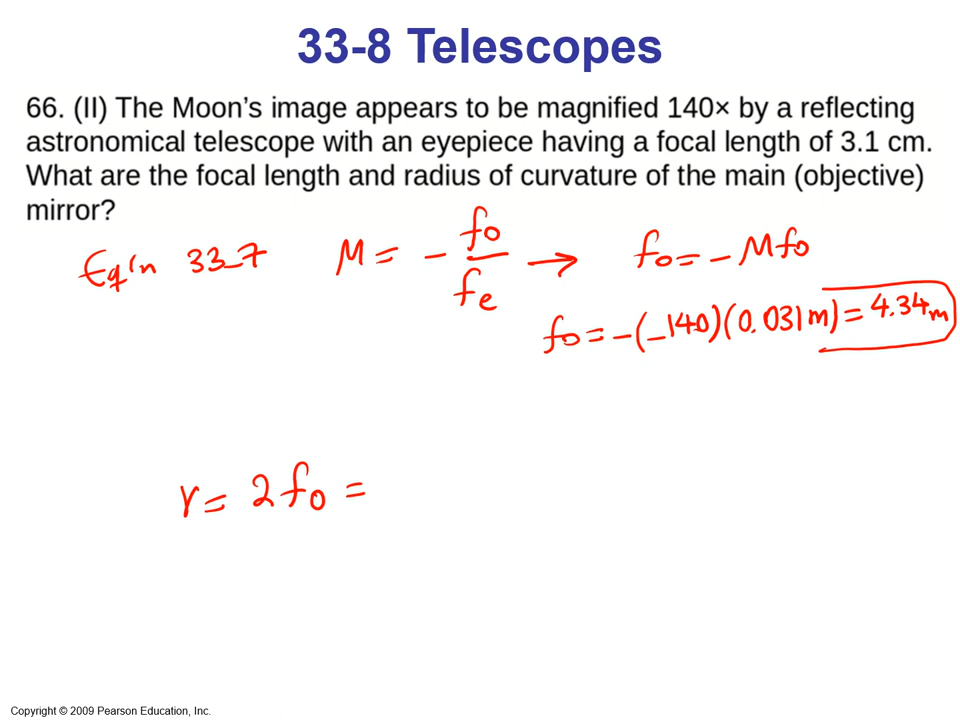 33-8 Telescopes
66. (II) The Moon's image appears to be magnified 140× by a reflecting
astronomical telescope with an eyepiece having a focal length of 3.1 cm.
What are the focal length and radius of curvature of the main (objective)
mirror?
Eq'n 33-7 M = - fo / fe → fo = - M fo
fo = -(-140)(0.031m) = 4.34m
r = 2fo =
Copyright © 2009 Pearson Education, Inc.